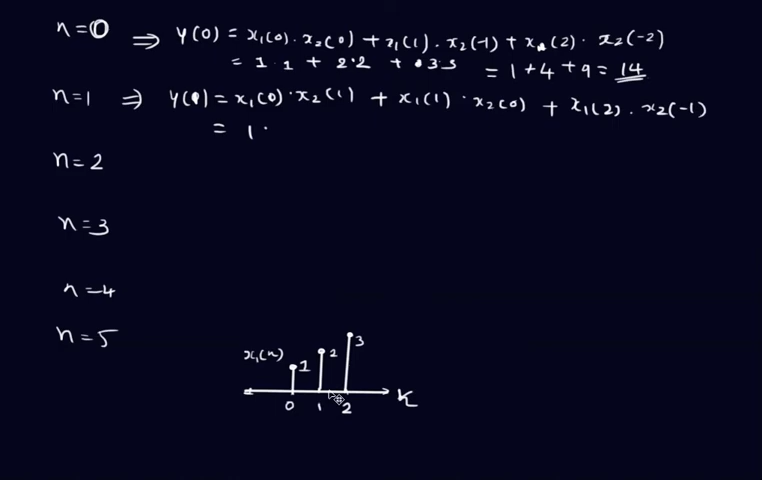 n=0 ⇒ y(0) = x₁(0) · x₂(0) + x₁(1) · x₂(-1) + x₁(2) · x₂(-2)
= 1·1 + 2·2 + 3·3 = 1+4+9 = 14
n=1 ⇒ y(1) = x₁(0) · x₂(1) + x₁(1) · x₂(0) + x₁(2) · x₂(-1)
= 1 ·
n=2
n=3
n=4
n=5
x₁(k) 1 2 3
0 1 2 K